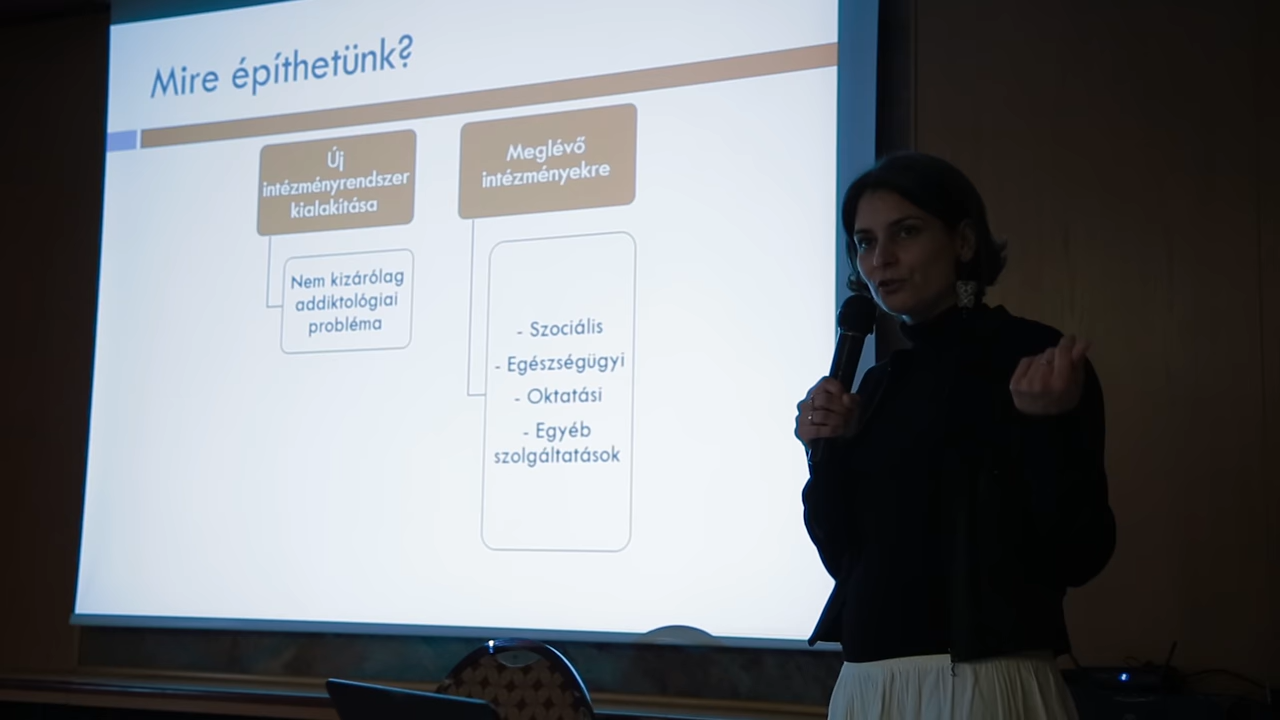 Mire építhetünk?
Új
intézményrendszer
kialakítása
Nem kizárólag
addiktológiai
probléma
Meglévő
intézményekre
- Szociális
- Egészségügyi
- Oktatási
- Egyéb
szolgáltatások